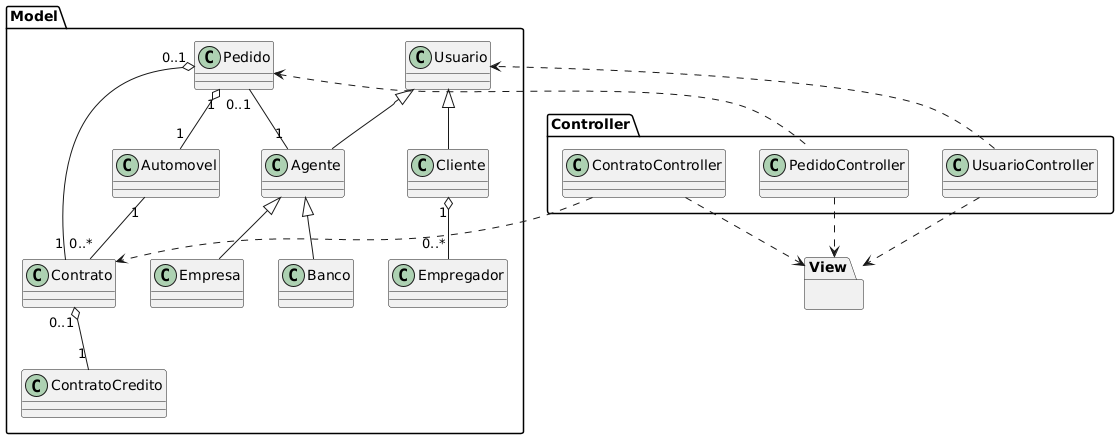 Model
0..1
C Pedido
C Usuario
1
0..1
Controller
1
1
C Automovel
C Agente
C Cliente
C ContratoController
C PedidoController
C UsuarioController
1
1
1
0..*
0..*
C Contrato
C Empresa
C Banco
C Empregador
View
0..1
1
C ContratoCredito